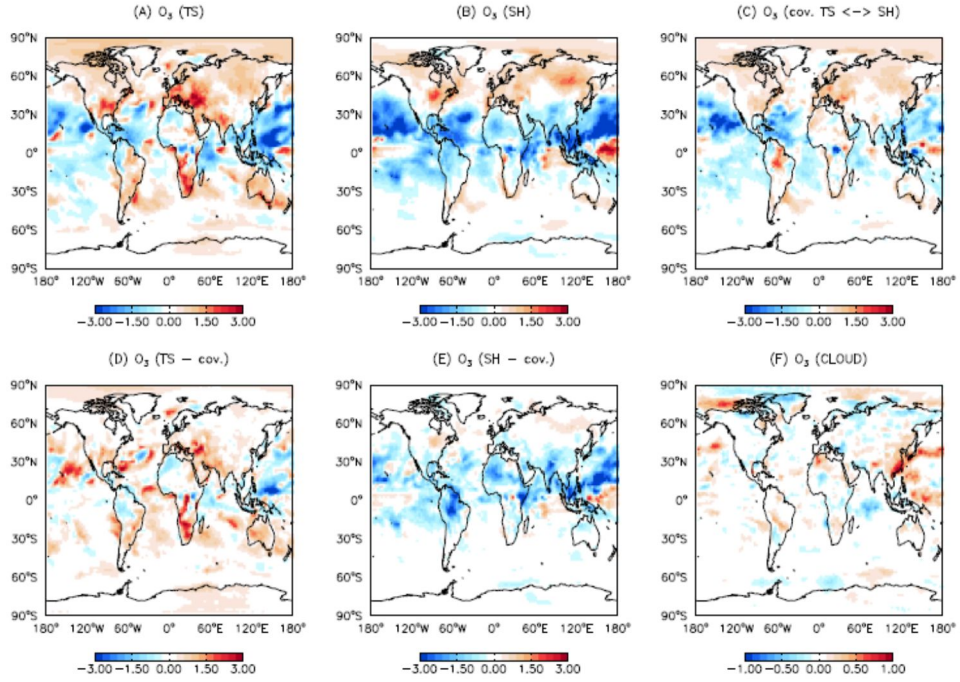 (A) O₃ (TS)
(B) O₃ (SH)
(C) O₃ (cov. TS <-> SH)
90°N
60°N
30°N
0°
30°S
60°S
90°S
180° 120°W 60°W 0° 60°E 120°E 180°
90°N
60°N
30°N
0°
30°S
60°S
90°S
180° 120°W 60°W 0° 60°E 120°E 180°
90°N
60°N
30°N
0°
30°S
60°S
90°S
180° 120°W 60°W 0° 60°E 120°E 180°
-3.00 -1.50 0.00 1.50 3.00
-3.00 -1.50 0.00 1.50 3.00
-3.00 -1.50 0.00 1.50 3.00
(D) O₃ (TS - cov.)
(E) O₃ (SH - cov.)
(F) O₃ (CLOUD)
90°N
60°N
30°N
0°
30°S
60°S
90°S
180° 120°W 60°W 0° 60°E 120°E 180°
90°N
60°N
30°N
0°
30°S
60°S
90°S
180° 120°W 60°W 0° 60°E 120°E 180°
90°N
60°N
30°N
0°
30°S
60°S
90°S
180° 120°W 60°W 0° 60°E 120°E 180°
-3.00 -1.50 0.00 1.50 3.00
-3.00 -1.50 0.00 1.50 3.00
-1.00 -0.50 0.00 0.50 1.00